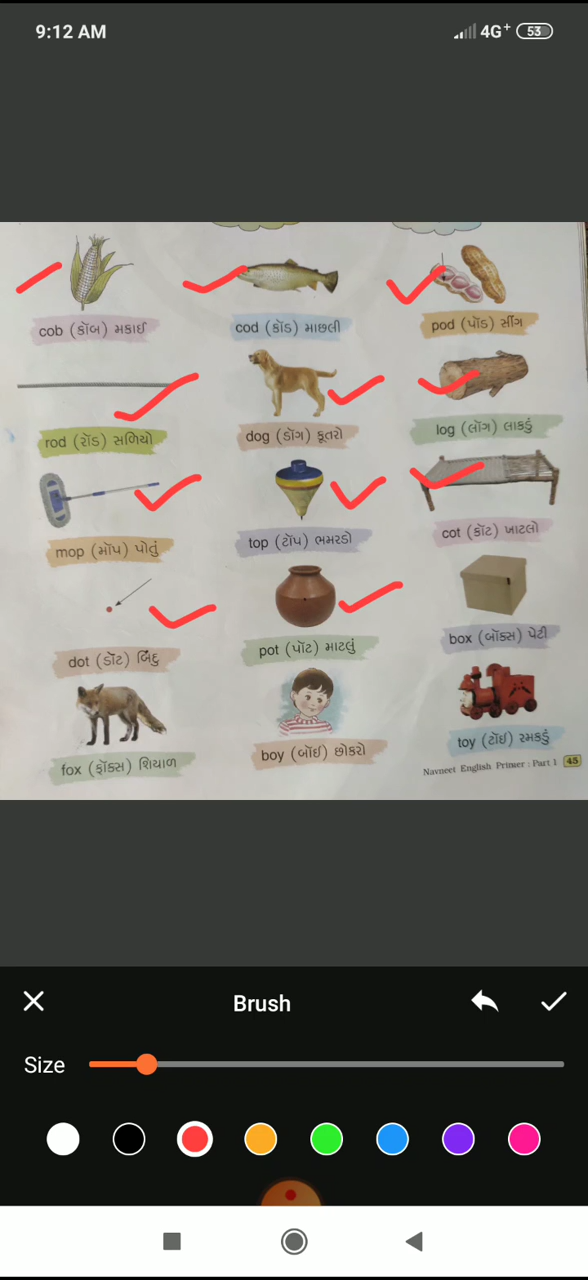 9:12 AM 4G+ 53
cob (કૉબ) મકાઈ
cod (કૉડ) માછલી
pod (પૉડ) સીંગ
rod (રૉડ) સળિયો
dog (ડૉગ) કૂતરો
log (લૉગ) લાકડું
mop (મૉપ) પોતું
top (ટૉપ) ભમરડો
cot (કૉટ) ખાટલો
dot (ડૉટ) બિંદુ
pot (પૉટ) માટલું
box (બૉક્સ) પેટી
fox (ફૉક્સ) શિયાળ
boy (બૉઇ) છોકરો
toy (ટૉઇ) રમકડું
Navneet English Primer : Part 1 45
Brush
Size